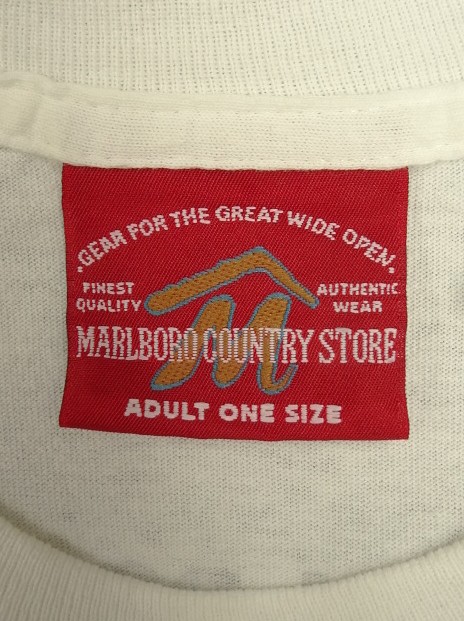 ·GEAR FOR THE GREAT WIDE OPEN.
FINEST QUALITY
AUTHENTIC WEAR
M
MARLBORO COUNTRY STORE
ADULT ONE SIZE